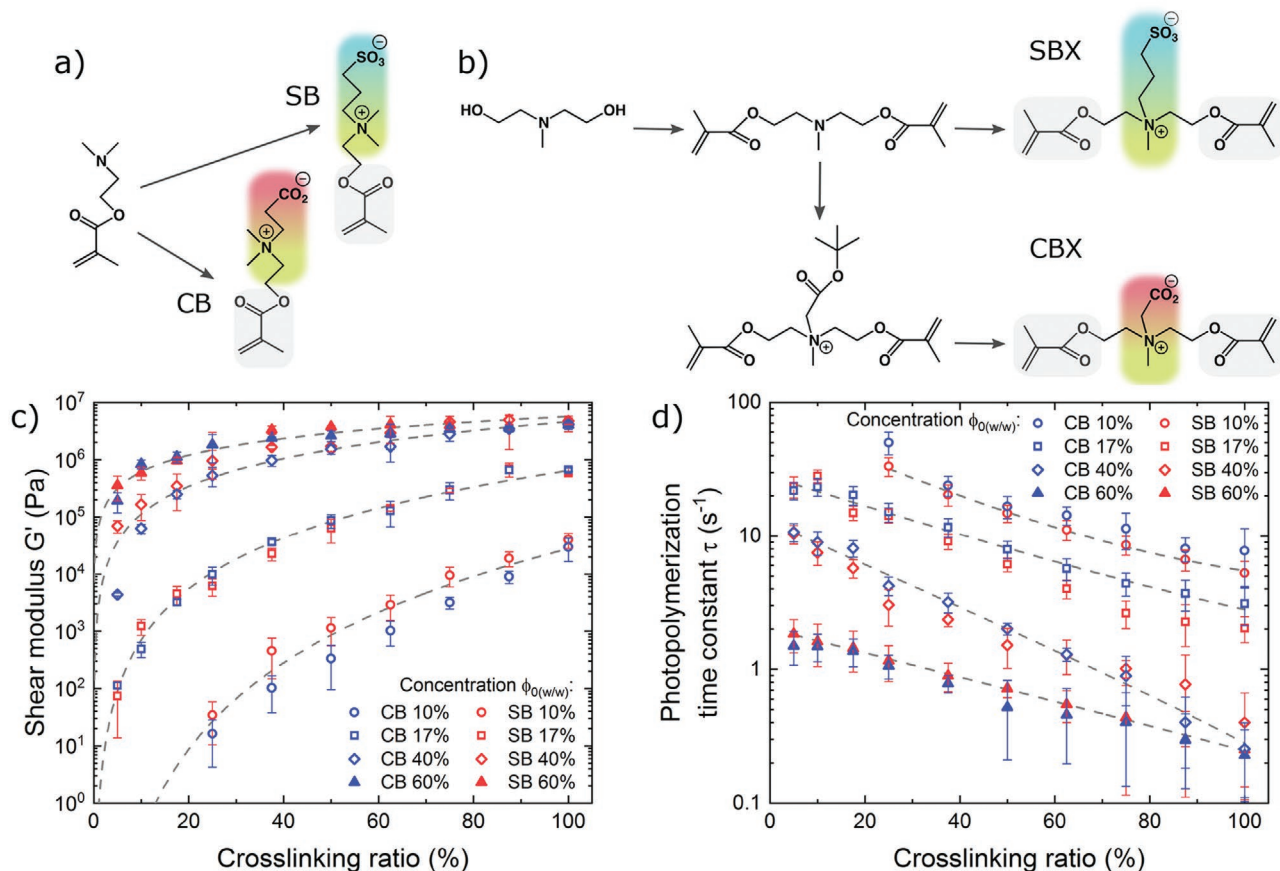 a)
SB
SO3
⊖
N
⊕
O
O
CO2
⊖
N
⊕
O
O
CB
N
O
O
b)
HO
N
OH
O
O
N
O
O
SBX
SO3
⊖
O
O
N
⊕
O
O
O
O
O
O
N
⊕
O
O
CBX
CO2
⊖
O
O
N
⊕
O
O
c)
Shear modulus G' (Pa)
10^7
10^6
10^5
10^4
10^3
10^2
10^1
10^0
0 20 40 60 80 100
Crosslinking ratio (%)
Concentration ϕ0(w/w):
CB 10% SB 10%
CB 17% SB 17%
CB 40% SB 40%
CB 60% SB 60%
d)
Photopolymerization
time constant τ (s^-1)
100
10
1
0.1
0 20 40 60 80 100
Crosslinking ratio (%)
Concentration ϕ0(w/w):
CB 10% SB 10%
CB 17% SB 17%
CB 40% SB 40%
CB 60% SB 60%